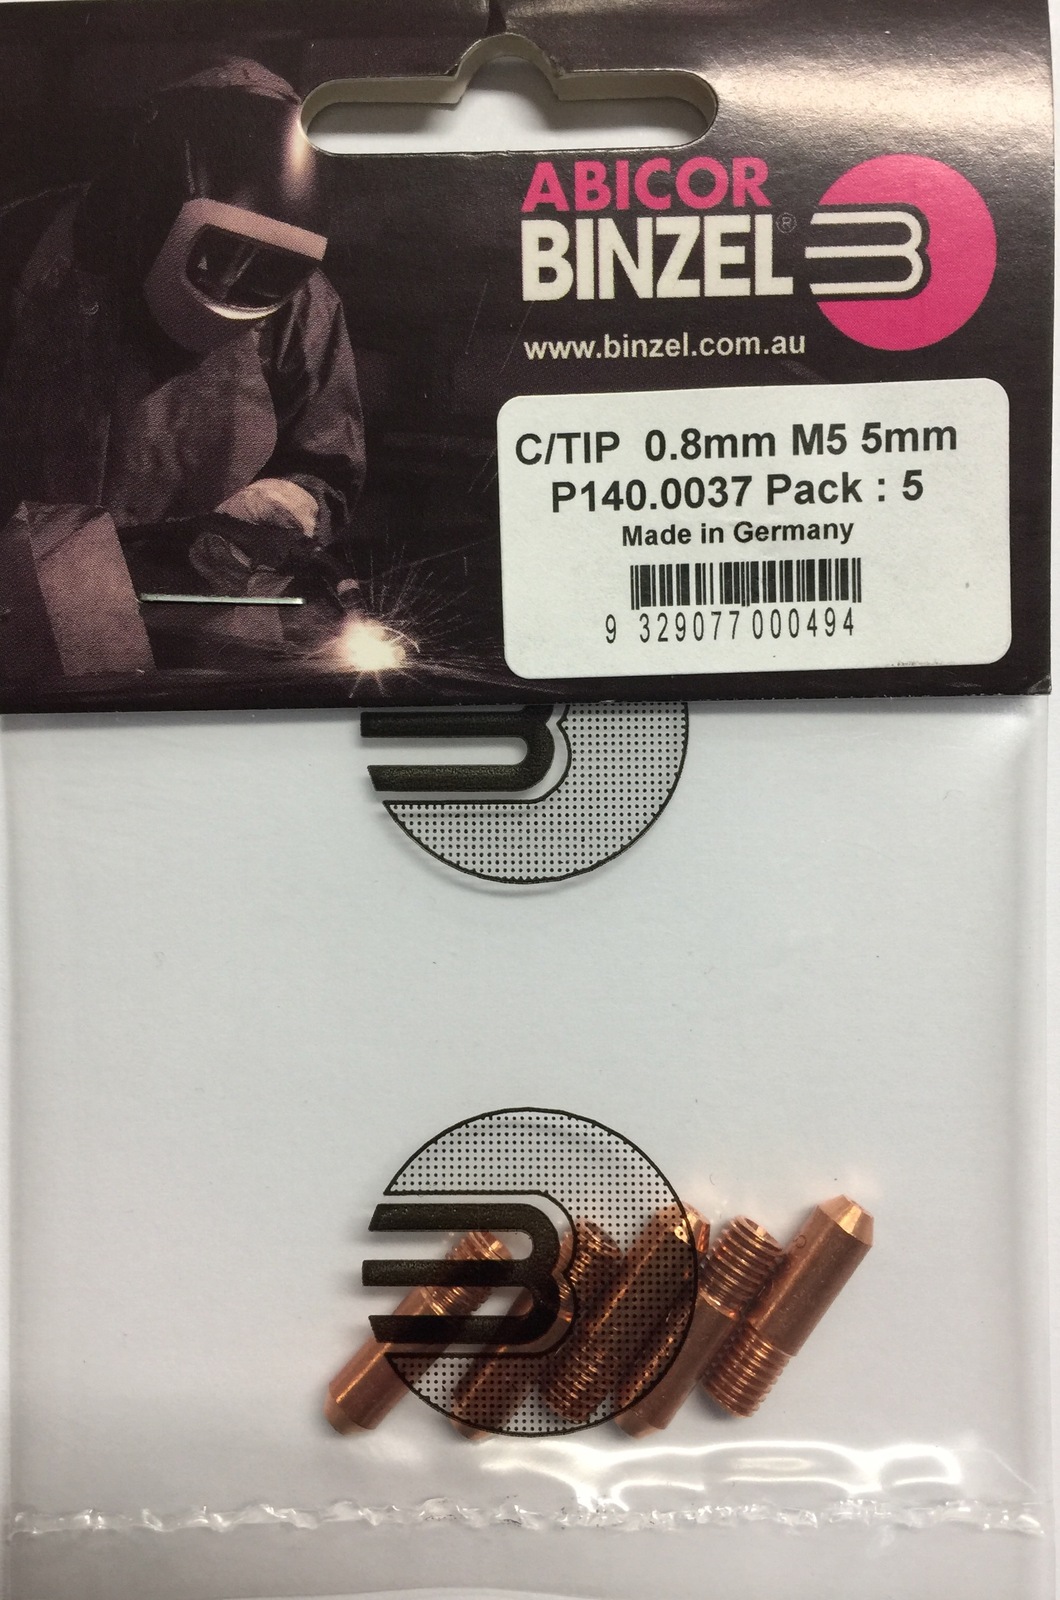 ABICOR
BINZEL®
www.binzel.com.au
C/TIP 0.8mm M5 5mm
P140.0037 Pack : 5
Made in Germany
9 329077 000494